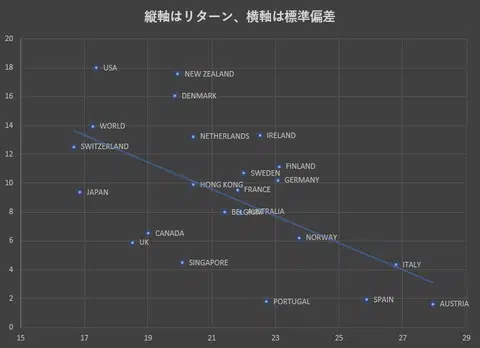 縦軸はリターン、横軸は標準偏差
20
18
USA
NEW ZEALAND
16
DENMARK
14
WORLD
NETHERLANDS
IRELAND
12
SWITZERLAND
FINLAND
SWEDEN
10
HONG KONG
GERMANY
JAPAN
FRANCE
8
BELGIUM
AUSTRALIA
CANADA
6
UK
NORWAY
4
SINGAPORE
ITALY
2
PORTUGAL
SPAIN
AUSTRIA
0
15 17 19 21 23 25 27 29